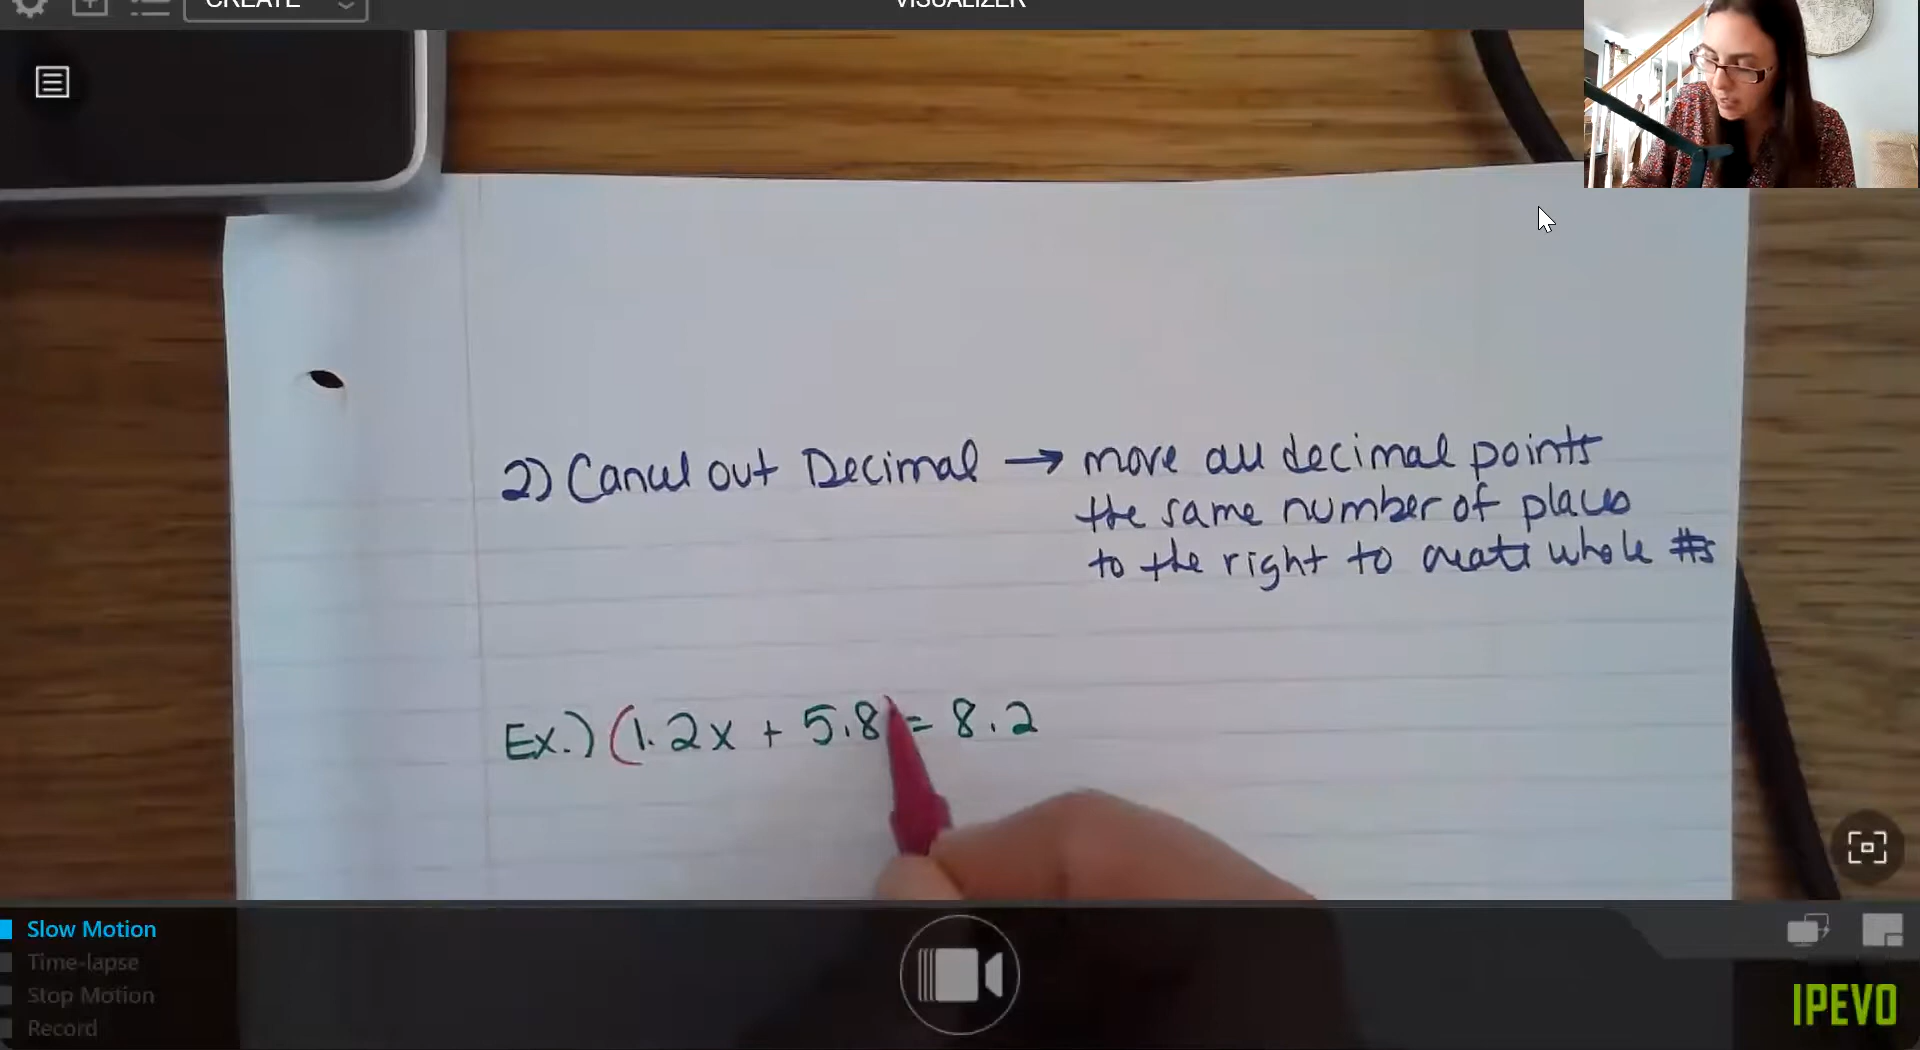 CREATE
VISUALIZER
2) Cancel out Decimal → move all decimal points
the same number of places
to the right to create whole #s
Ex.) (1.2x + 5.8) = 8.2
Slow Motion
Time-lapse
Stop Motion
Record
IPEVO